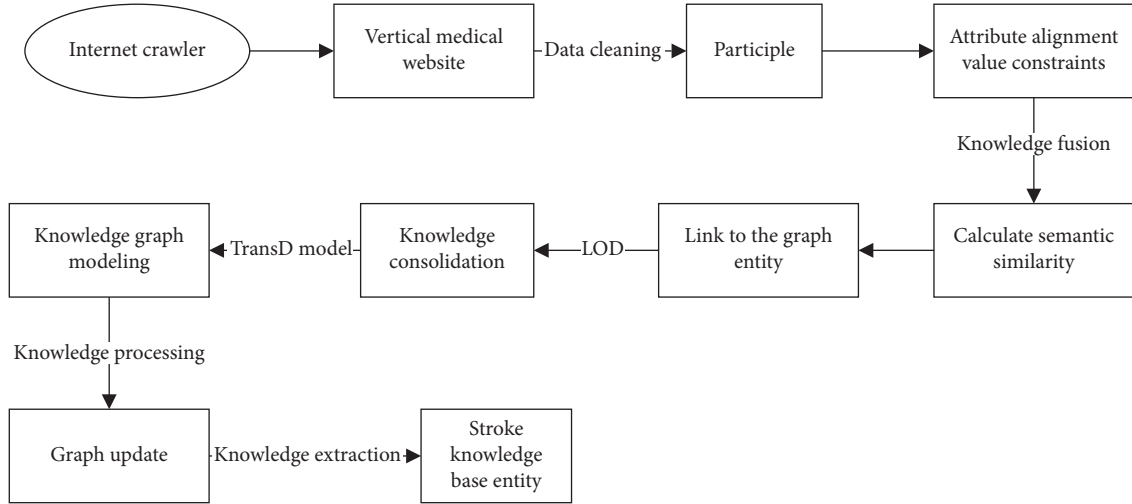 Internet crawler
Vertical medical
website
Data cleaning
Participle
Attribute alignment
value constraints
Knowledge fusion
Knowledge graph
modeling
TransD model
Knowledge
consolidation
LOD
Link to the graph
entity
Calculate semantic
similarity
Knowledge processing
Graph update
Knowledge extraction
Stroke
knowledge
base entity